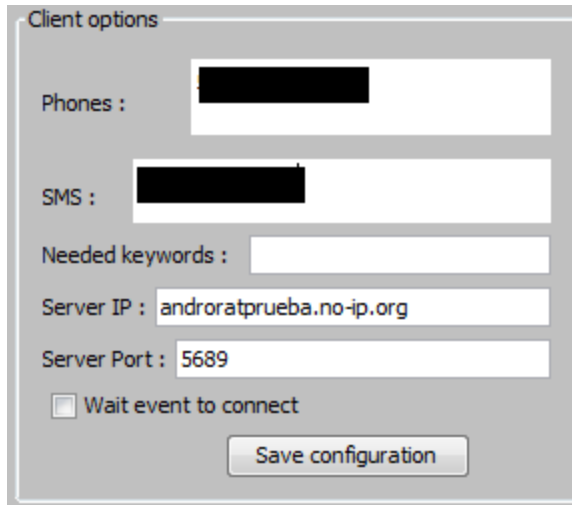 Client options
Phones :
SMS :
Needed keywords :
Server IP : androratprueba.no-ip.org
Server Port : 5689
Wait event to connect
Save configuration